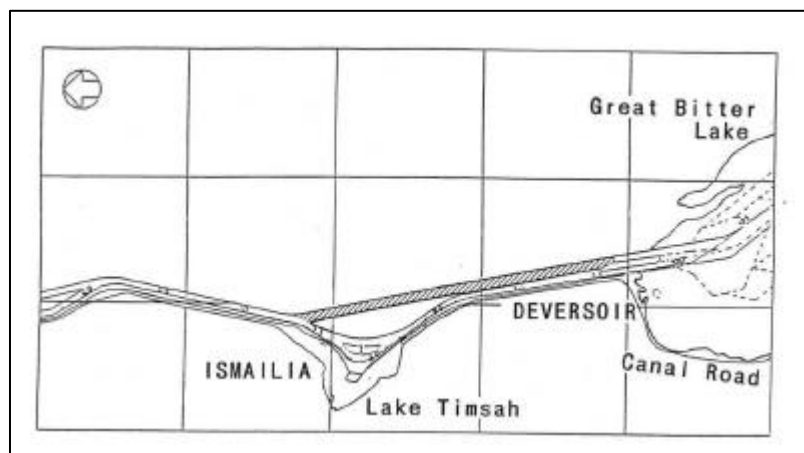 Great Bitter
Lake
DEVERSOIR
ISMAILIA
Canal Road
Lake Timsah